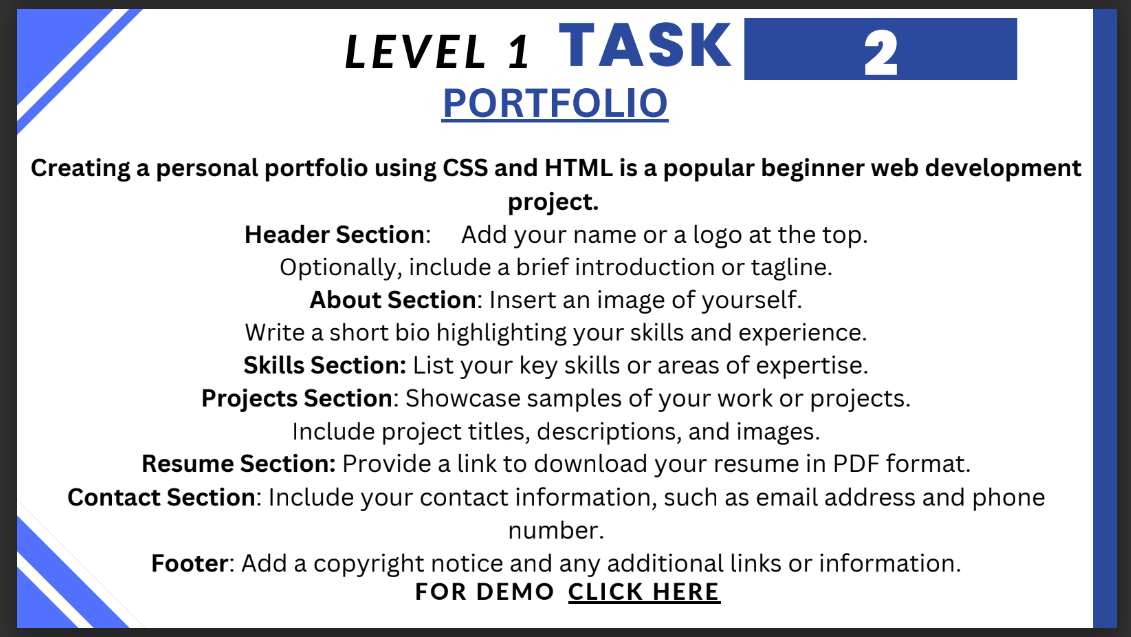 LEVEL 1 TASK 2
PORTFOLIO
Creating a personal portfolio using CSS and HTML is a popular beginner web development
project.
Header Section: Add your name or a logo at the top.
Optionally, include a brief introduction or tagline.
About Section: Insert an image of yourself.
Write a short bio highlighting your skills and experience.
Skills Section: List your key skills or areas of expertise.
Projects Section: Showcase samples of your work or projects.
Include project titles, descriptions, and images.
Resume Section: Provide a link to download your resume in PDF format.
Contact Section: Include your contact information, such as email address and phone
number.
Footer: Add a copyright notice and any additional links or information.
FOR DEMO CLICK HERE